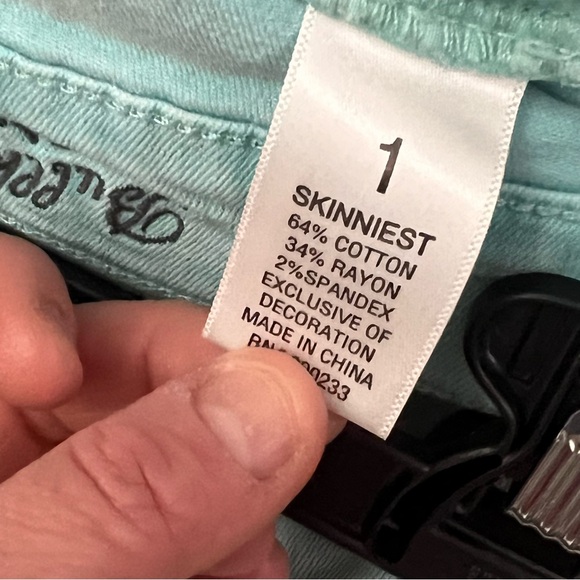 1
SKINNIEST
64% COTTON
34% RAYON
2%SPANDEX
EXCLUSIVE OF
DECORATION
MADE IN CHINA